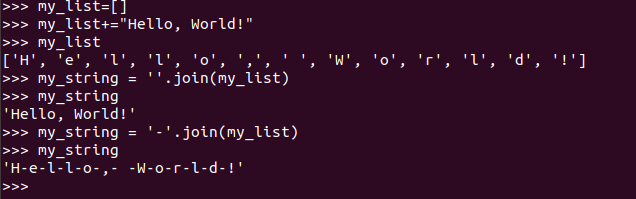 >>> my_list=[]
>>> my_list+="Hello, World!"
>>> my_list
['H', 'e', 'l', 'l', 'o', ',', ' ', 'W', 'o', 'r', 'l', 'd', '!']
>>> my_string = ''.join(my_list)
>>> my_string
'Hello, World!'
>>> my_string = '-'.join(my_list)
>>> my_string
'H-e-l-l-o-,- -W-o-r-l-d-!'
>>>